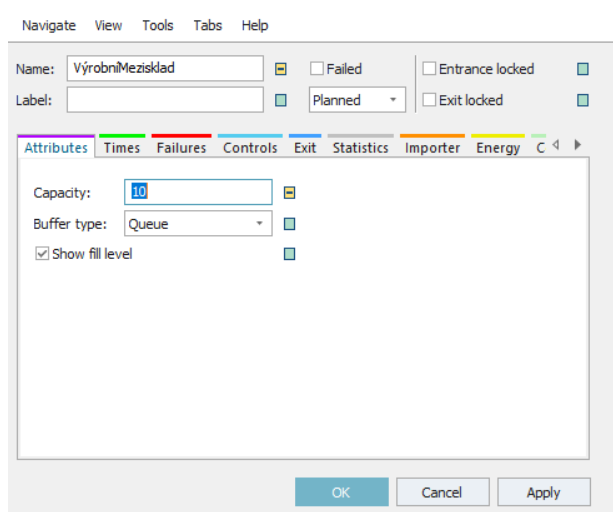 Navigate View Tools Tabs Help
Name: VýrobníMezisklad Failed Entrance locked
Label: Planned Exit locked
Attributes Times Failures Controls Exit Statistics Importer Energy C
Capacity: 10
Buffer type: Queue
Show fill level
OK Cancel Apply